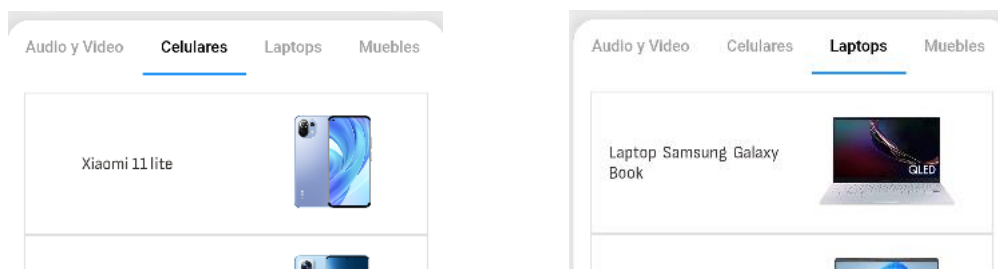 Audio y Video Celulares Laptops Muebles
Xiaomi 11 lite
Audio y Video Celulares Laptops Muebles
Laptop Samsung Galaxy
Book
QLED